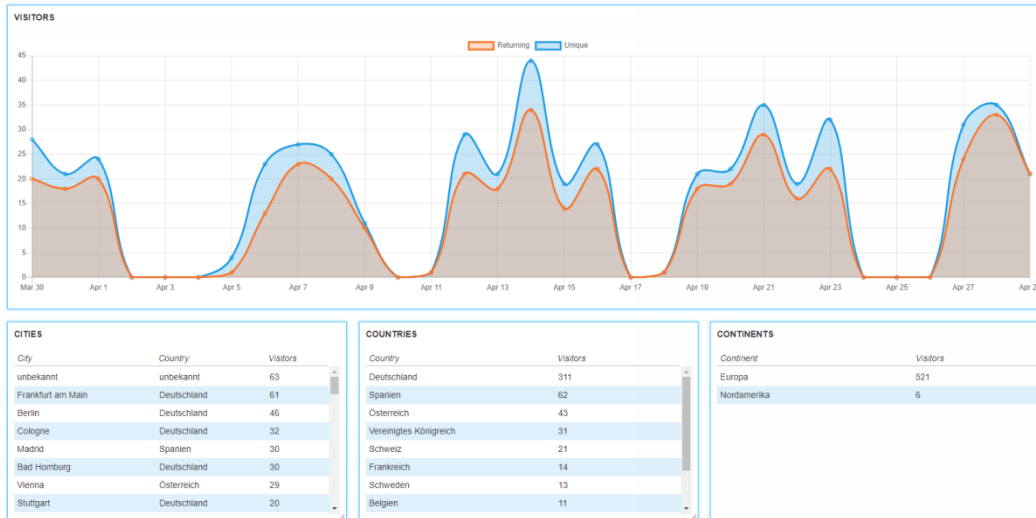 VISITORS
Returning Unique
45
40
35
30
25
20
15
10
5
0
Mar 30 Apr 1 Apr 3 Apr 5 Apr 7 Apr 9 Apr 11 Apr 13 Apr 15 Apr 17 Apr 19 Apr 21 Apr 23 Apr 25 Apr 27 Apr 2
CITIES
City Country Visitors
unbekannt unbekannt 63
Frankfurt am Main Deutschland 61
Berlin Deutschland 46
Cologne Deutschland 32
Madrid Spanien 30
Bad Homburg Deutschland 30
Vienna Österreich 29
Stuttgart Deutschland 20
COUNTRIES
Country Visitors
Deutschland 311
Spanien 62
Österreich 43
Vereinigtes Königreich 31
Schweiz 21
Frankreich 14
Schweden 13
Belgien 11
CONTINENTS
Continent Visitors
Europa 521
Nordamerika 6